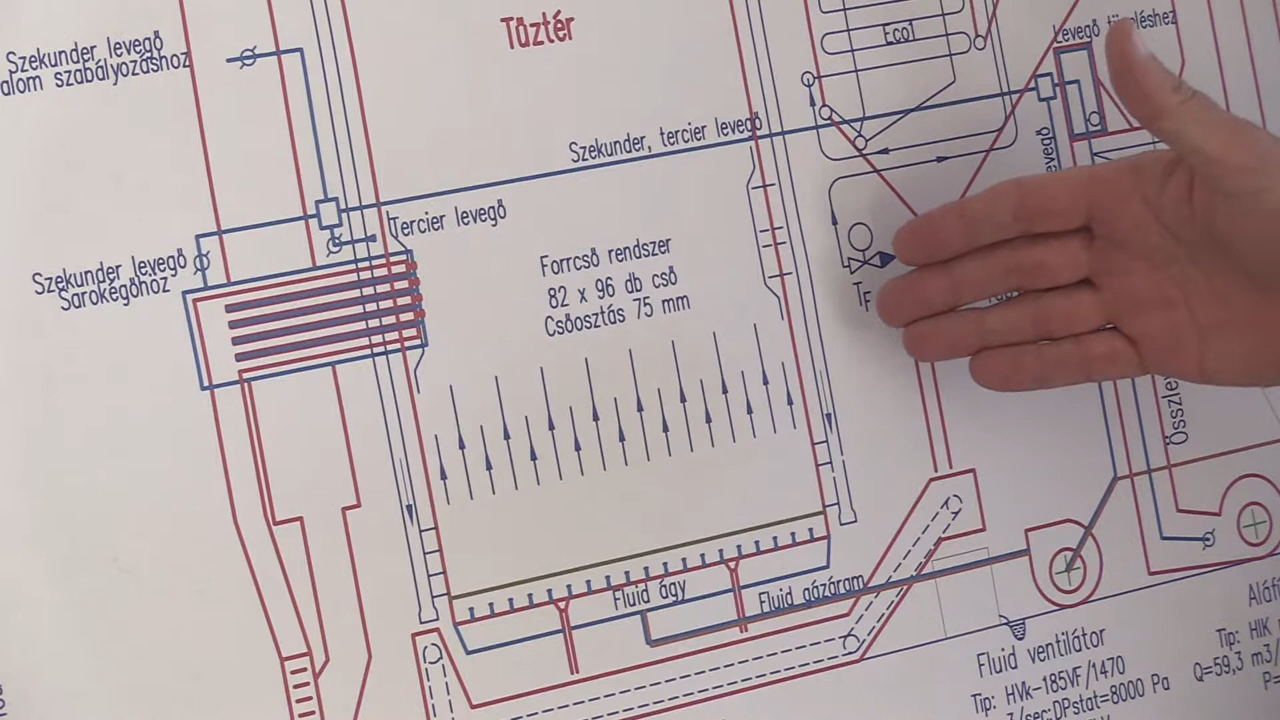 Tűztér
Szekunder levegő
alom szabályozáshoz
Eco1
Levegő
Szekunder, tercier levegő
Tercier levegő
Szekunder levegő
Sarokégőhöz
Forrcső rendszer
82 x 96 db cső
Csőosztás 75 mm
TF
Fluid ágy
Fluid gázáram
Fluid ventilátor
Tip: HVk-185VF/1470
/sec;DPstat=8000 Pa
Tip: HIK
Q=59,3 m3/
P=